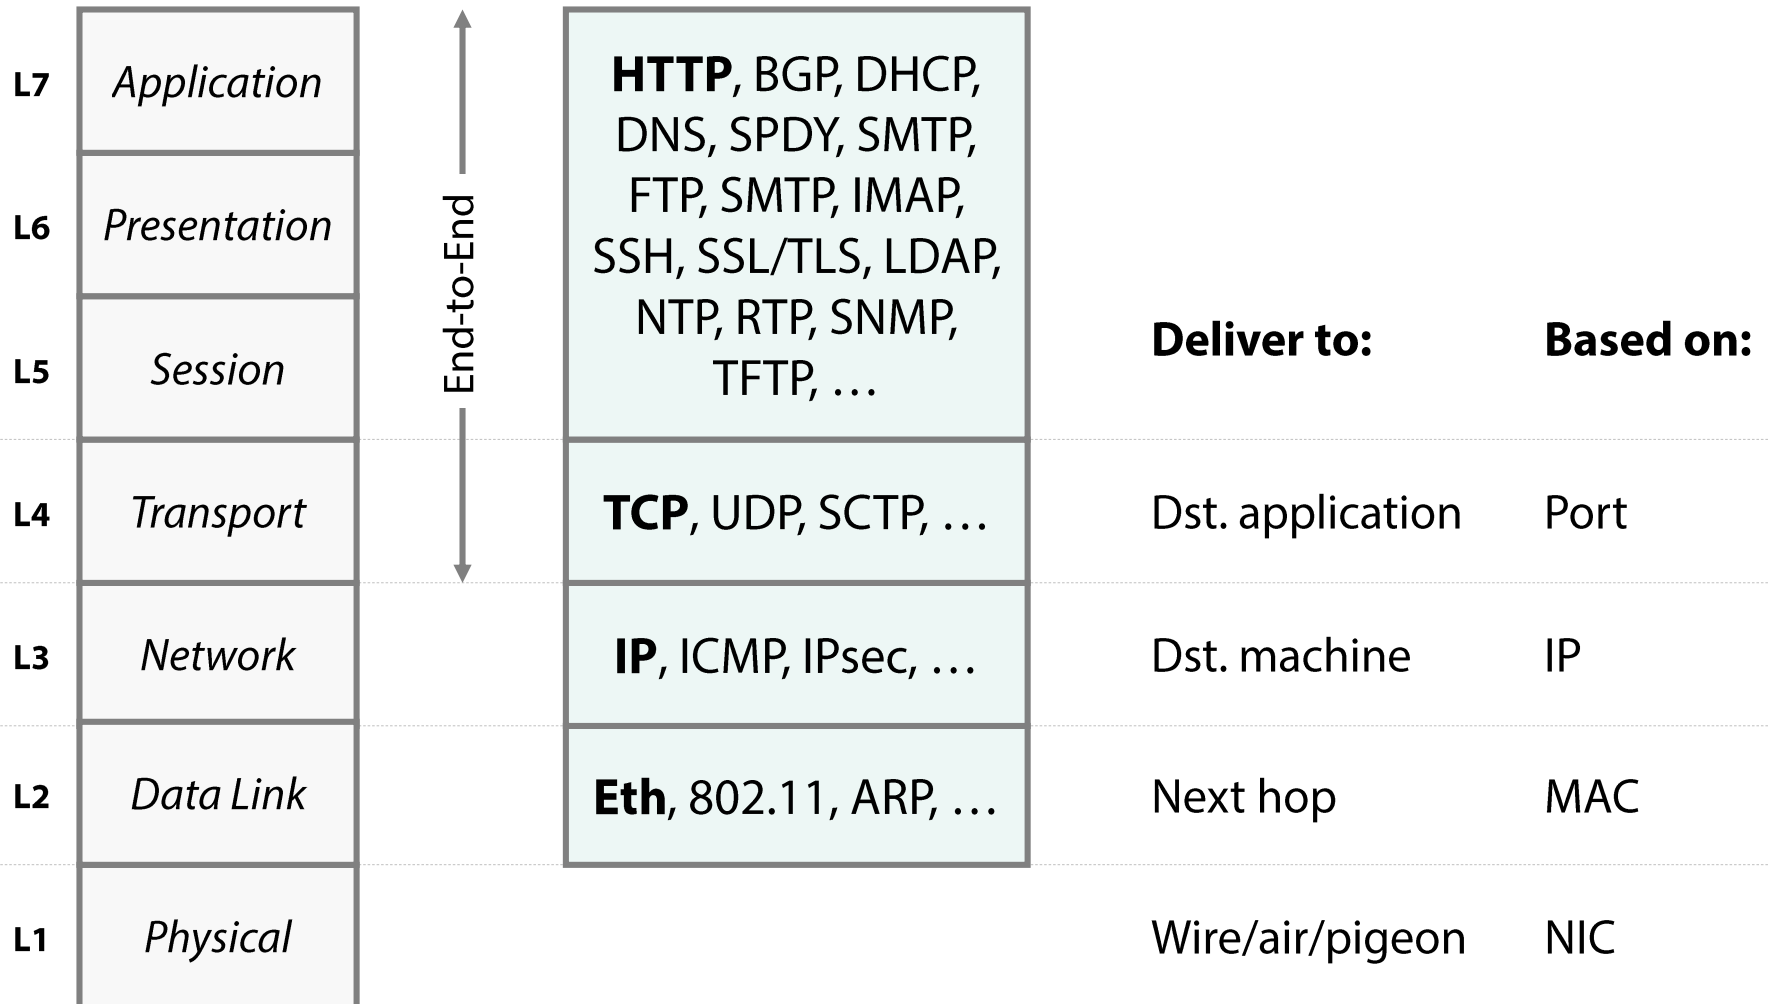 L7 Application
HTTP, BGP, DHCP,
DNS, SPDY, SMTP,
L6 Presentation
FTP, SMTP, IMAP,
SSH, SSL/TLS, LDAP,
End-to-End
NTP, RTP, SNMP,
L5 Session
TFTP, …
Deliver to: Based on:
L4 Transport TCP, UDP, SCTP, … Dst. application Port
L3 Network IP, ICMP, IPsec, … Dst. machine IP
L2 Data Link Eth, 802.11, ARP, … Next hop MAC
L1 Physical Wire/air/pigeon NIC